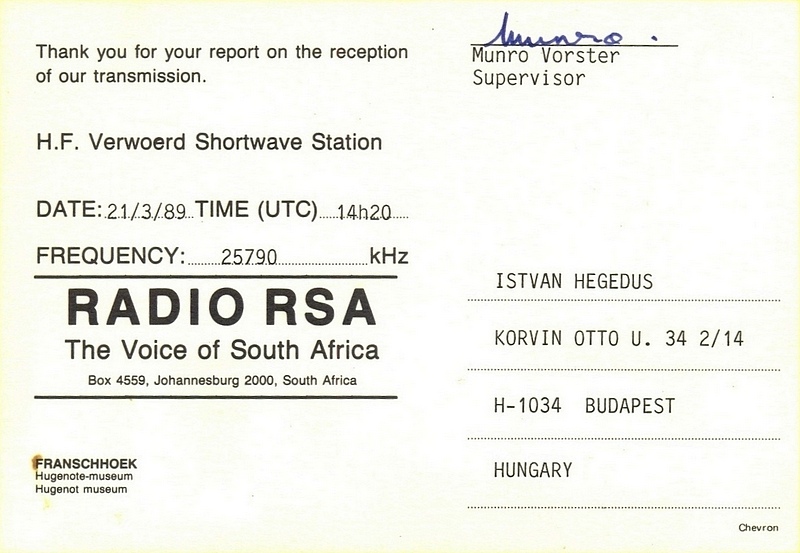 Thank you for your report on the reception
of our transmission.
H.F. Verwoerd Shortwave Station
DATE: 21/3/89 TIME (UTC) 14h20
FREQUENCY: 25790 kHz
RADIO RSA
The Voice of South Africa
Box 4559, Johannesburg 2000, South Africa
FRANSCHHOEK
Hugenote-museum
Hugenot museum
Munro .
Munro Vorster
Supervisor
ISTVAN HEGEDUS
KORVIN OTTO U. 34 2/14
H-1034 BUDAPEST
HUNGARY
Chevron